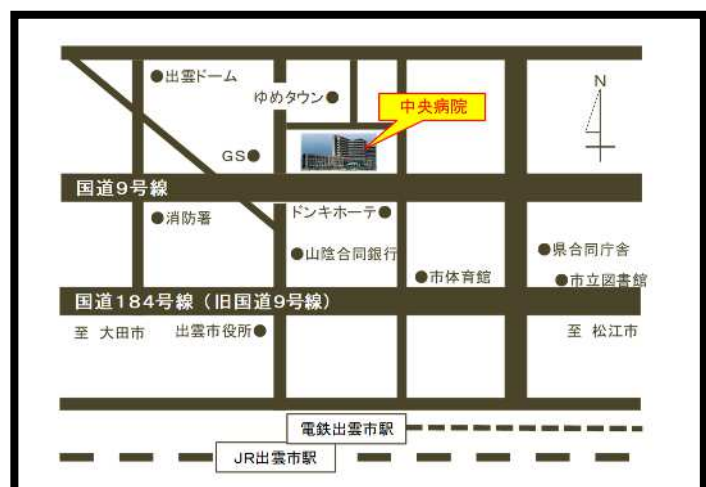 ●出雲ドーム
ゆめタウン●
中央病院
N
GS●
国道9号線
●消防署
ドンキホーテ●
●山陰合同銀行
●県合同庁舎
●市体育館
●市立図書館
国道184号線（旧国道9号線）
至 大田市
出雲市役所●
至 松江市
電鉄出雲市駅
JR出雲市駅